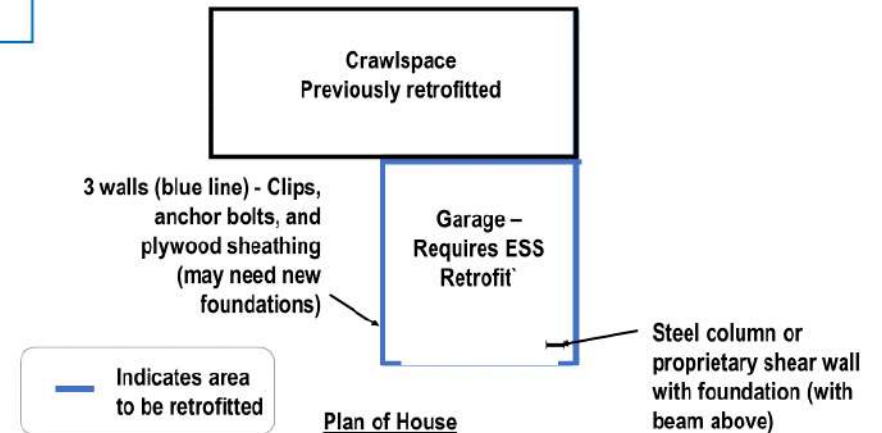 Crawlspace
Previously retrofitted
3 walls (blue line) - Clips,
anchor bolts, and
plywood sheathing
(may need new
foundations)
Garage –
Requires ESS
Retrofit`
Steel column or
proprietary shear wall
with foundation (with
beam above)
Indicates area
to be retrofitted
Plan of House